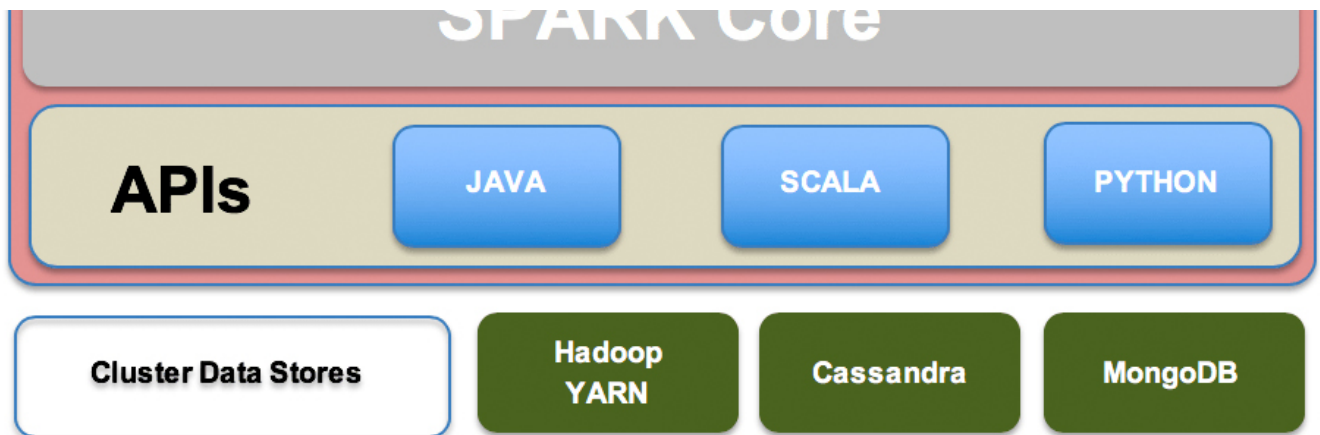 SPARK Core
APIs
JAVA
SCALA
PYTHON
Cluster Data Stores
Hadoop
YARN
Cassandra
MongoDB